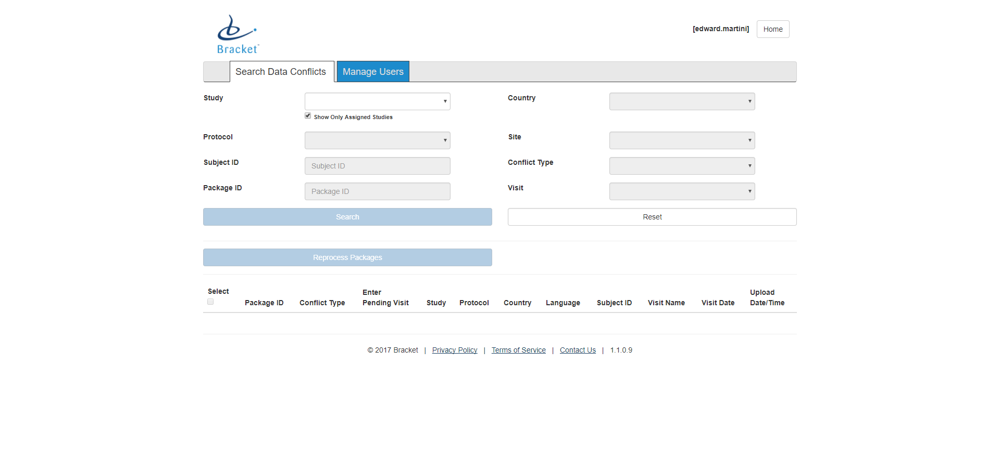 Bracket™
[edward.martini]
Home
Search Data Conflicts
Manage Users
Study
Country
Show Only Assigned Studies
Protocol
Site
Subject ID
Subject ID
Conflict Type
Package ID
Package ID
Visit
Search
Reset
Reprocess Packages
Select
Package ID
Conflict Type
Enter
Pending Visit
Study
Protocol
Country
Language
Subject ID
Visit Name
Visit Date
Upload
Date/Time
© 2017 Bracket | Privacy Policy | Terms of Service | Contact Us | 1.1.0.9